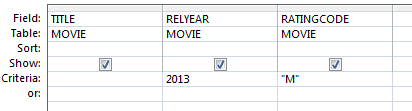 Field: TITLE RELYEAR RATINGCODE
Table: MOVIE MOVIE MOVIE
Sort:
Show:
Criteria: 2013 "M"
or: